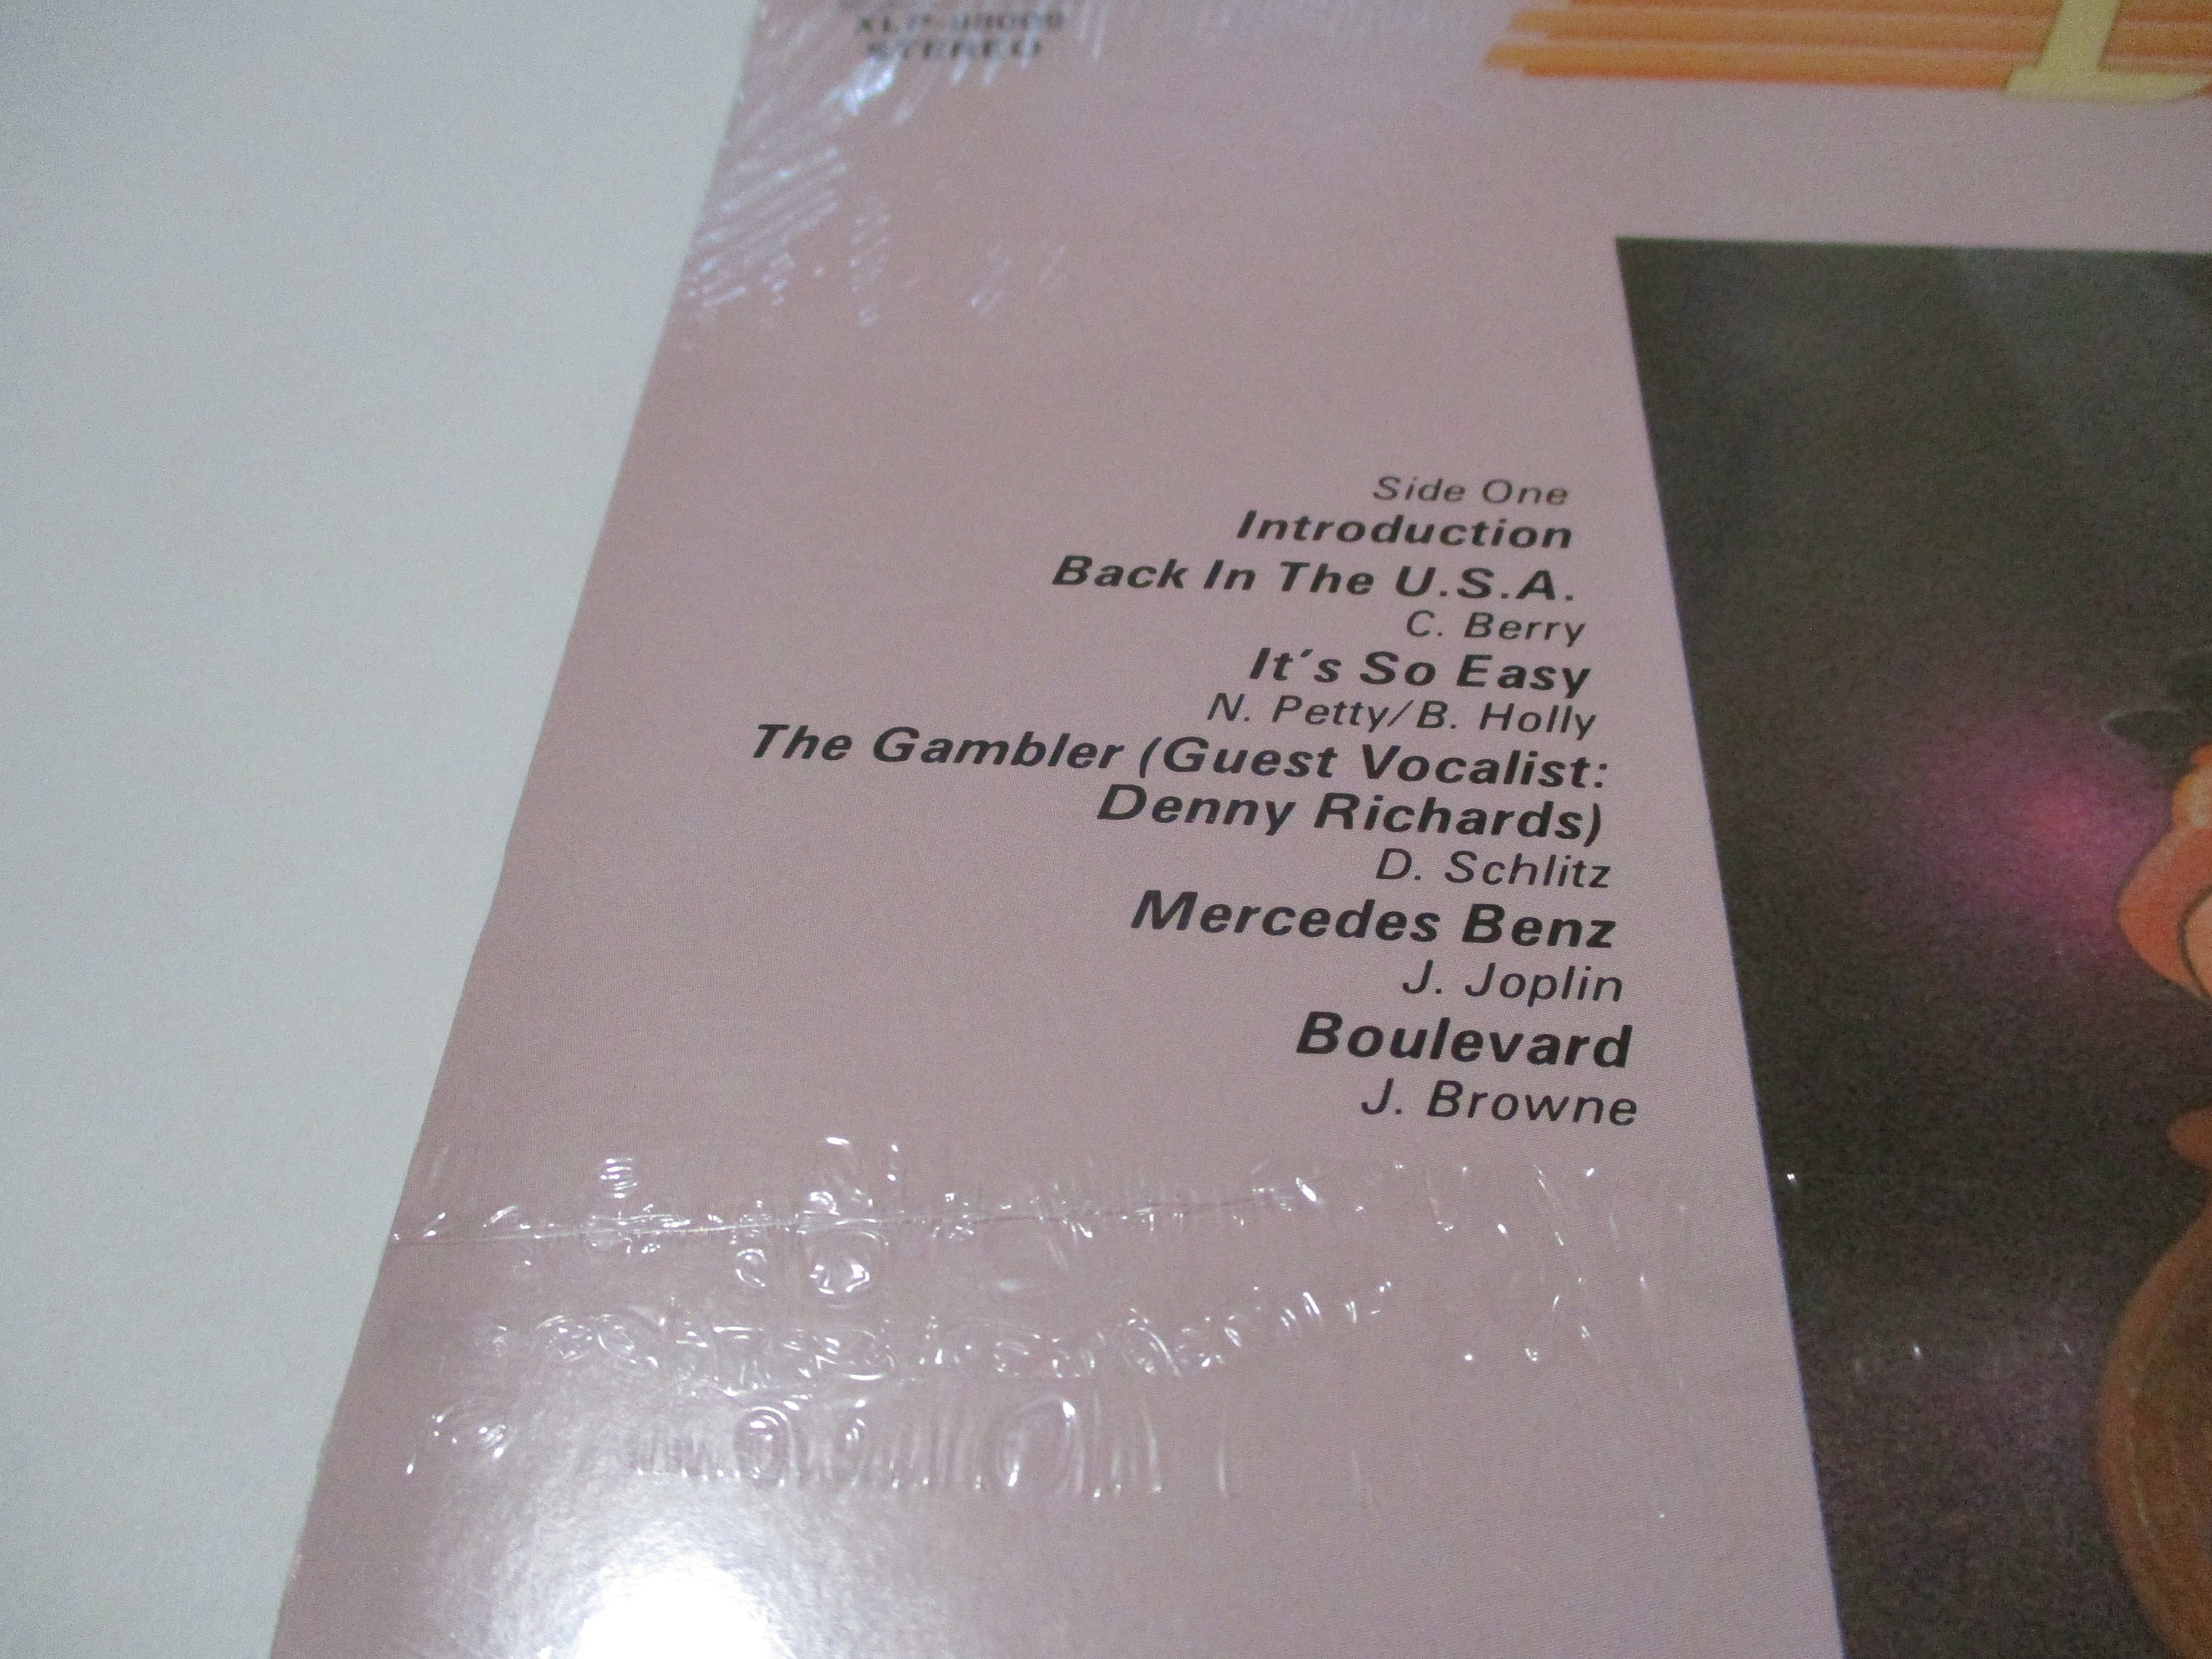 STEREO
Side One
Introduction
Back In The U.S.A.
C. Berry
It's So Easy
N. Petty/B. Holly
The Gambler (Guest Vocalist:
Denny Richards)
D. Schlitz
Mercedes Benz
J. Joplin
Boulevard
J. Browne